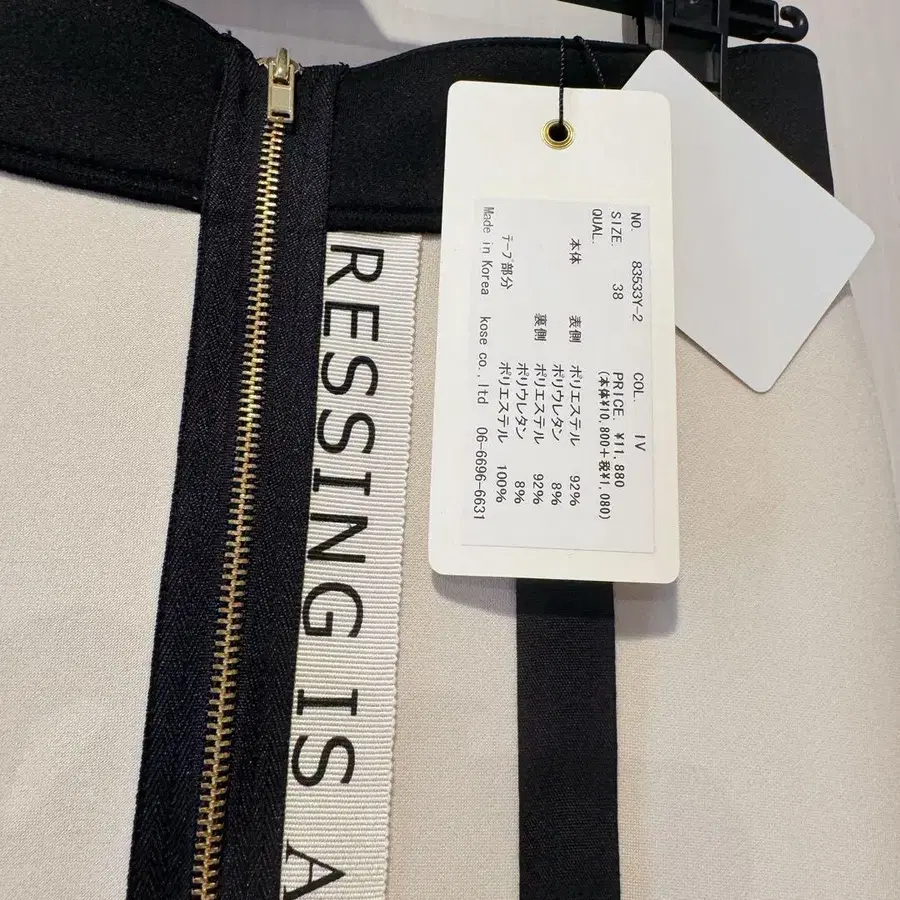 RESSING IS A
NO. 83533Y-2 COL. IV
SIZE. 38 PRICE ¥11,880
QUAL. (本体¥10,800+税¥1,080)
本体 表側 ポリエステル 92%
ポリウレタン 8%
裏側 ポリエステル 92%
ポリウレタン 8%
テープ部分 ポリエステル 100%
Made in Korea kose co.,ltd 06-6696-6631